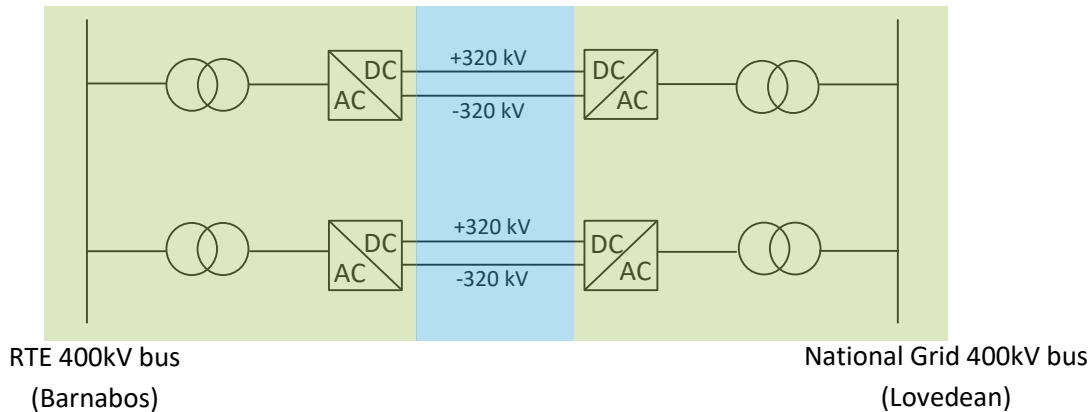 +320 kV
DC
AC
DC
AC
-320 kV
+320 kV
DC
AC
DC
AC
-320 kV
RTE 400kV bus
(Barnabos)
National Grid 400kV bus
(Lovedean)